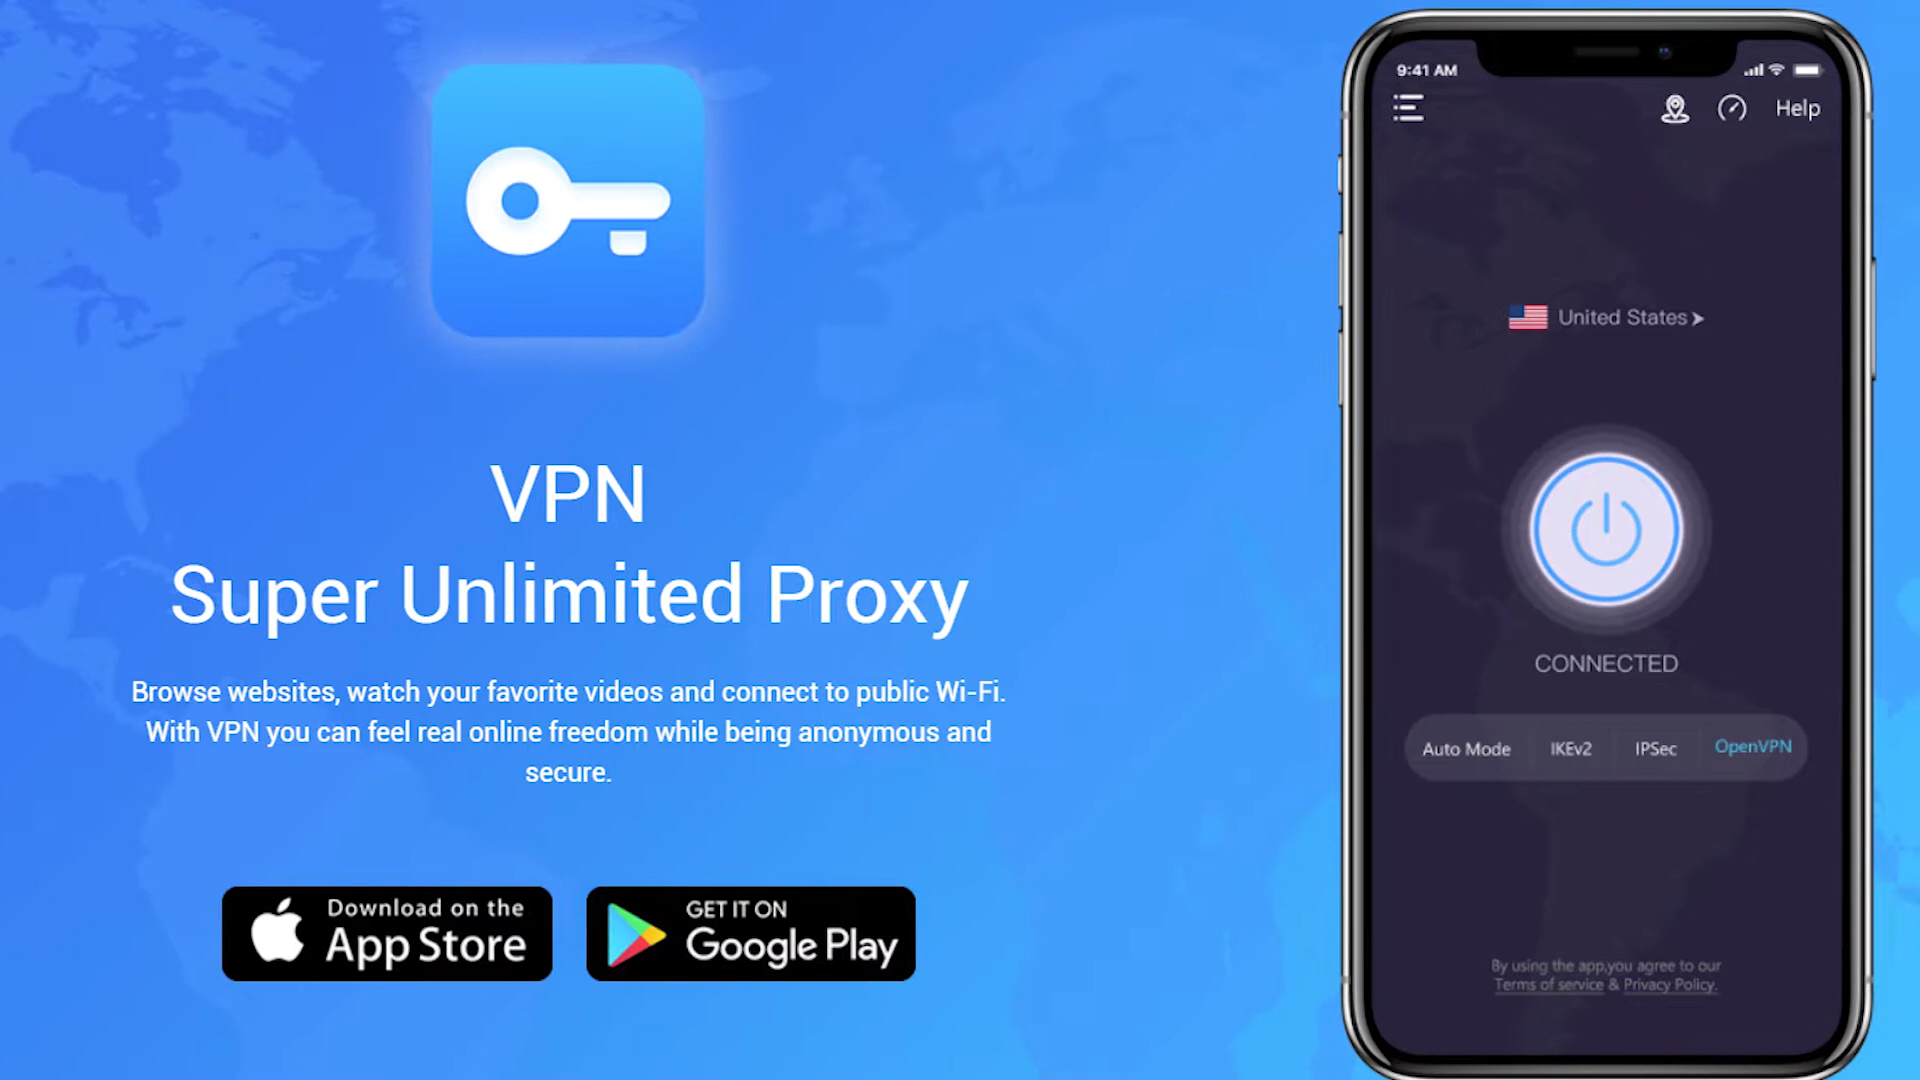 VPN
Super Unlimited Proxy
Browse websites, watch your favorite videos and connect to public Wi-Fi.
With VPN you can feel real online freedom while being anonymous and
secure.
Download on the
App Store
GET IT ON
Google Play
9:41 AM
Help
United States
CONNECTED
Auto Mode IKEv2 IPSec OpenVPN
By using the app,you agree to our
Terms of service & Privacy Policy.